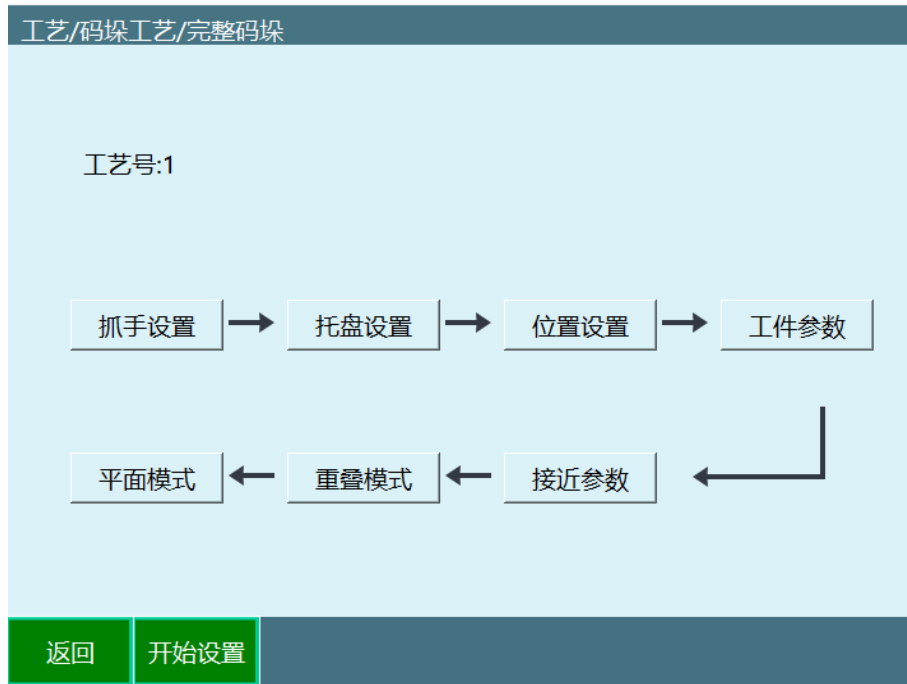 工艺/码垛工艺/完整码垛
工艺号:1
抓手设置 托盘设置 位置设置 工件参数
平面模式 重叠模式 接近参数
返回 开始设置